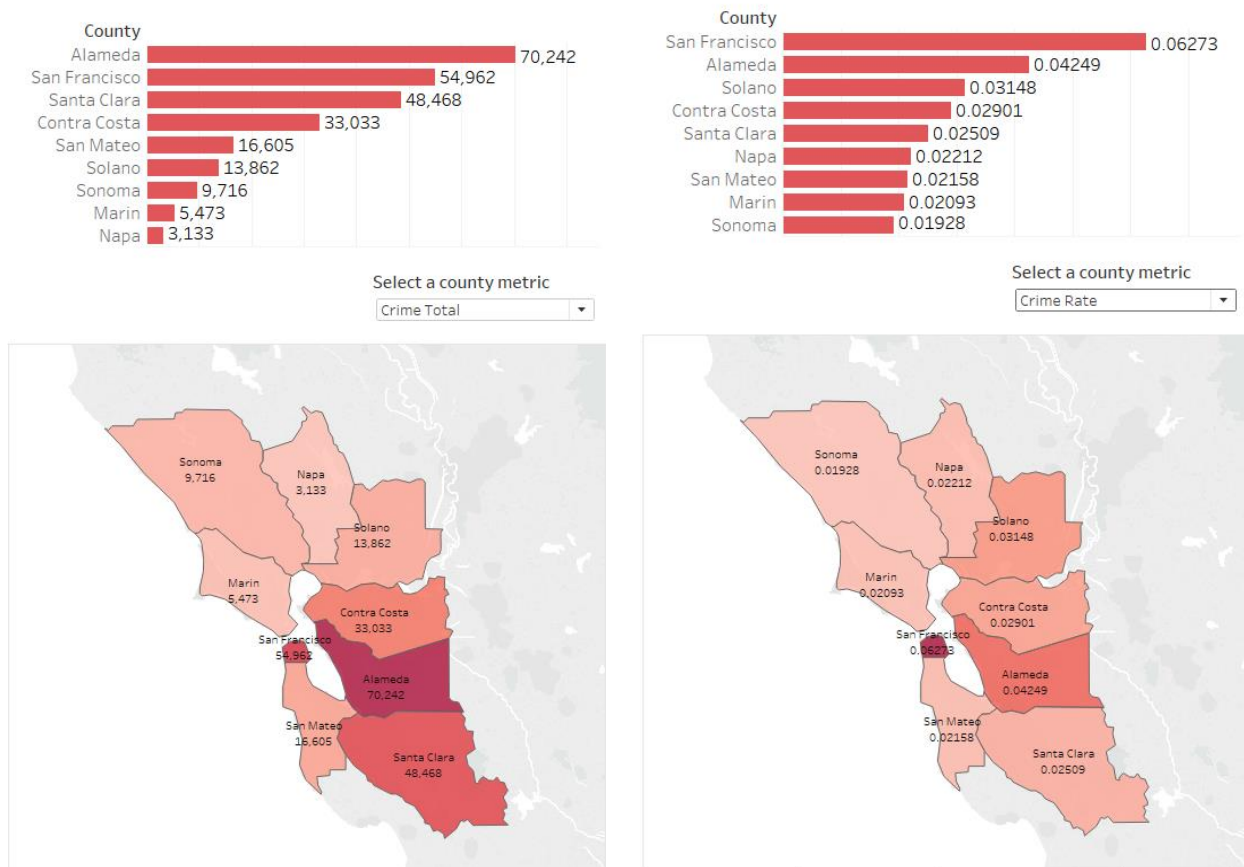 County
Alameda 70,242
San Francisco 54,962
Santa Clara 48,468
Contra Costa 33,033
San Mateo 16,605
Solano 13,862
Sonoma 9,716
Marin 5,473
Napa 3,133
Select a county metric
Crime Total
Sonoma
9,716
Napa
3,133
Solano
13,862
Marin
5,473
Contra Costa
33,033
San Francisco
54,962
Alameda
70,242
San Mateo
16,605
Santa Clara
48,468
County
San Francisco 0.06273
Alameda 0.04249
Solano 0.03148
Contra Costa 0.02901
Santa Clara 0.02509
Napa 0.02212
San Mateo 0.02158
Marin 0.02093
Sonoma 0.01928
Select a county metric
Crime Rate
Sonoma
0.01928
Napa
0.02212
Solano
0.03148
Marin
0.02093
Contra Costa
0.02901
San Francisco
0.06273
Alameda
0.04249
San Mateo
0.02158
Santa Clara
0.02509